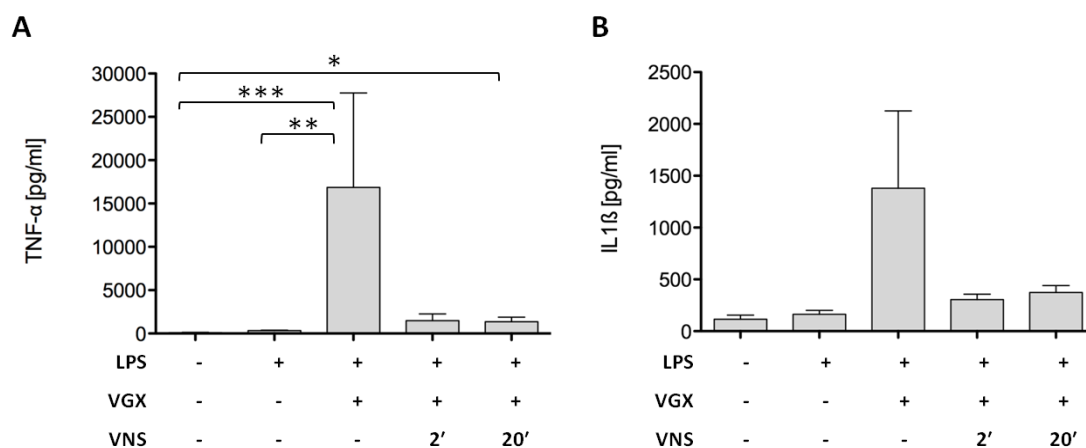 A
B
TNF-α [pg/ml]
30000
25000
20000
15000
10000
5000
0
*
***
**
IL1ß [pg/ml]
2500
2000
1500
1000
500
0
LPS - + + + +
VGX - - + + +
VNS - - - 2′ 20′
LPS - + + + +
VGX - - + + +
VNS - - - 2′ 20′